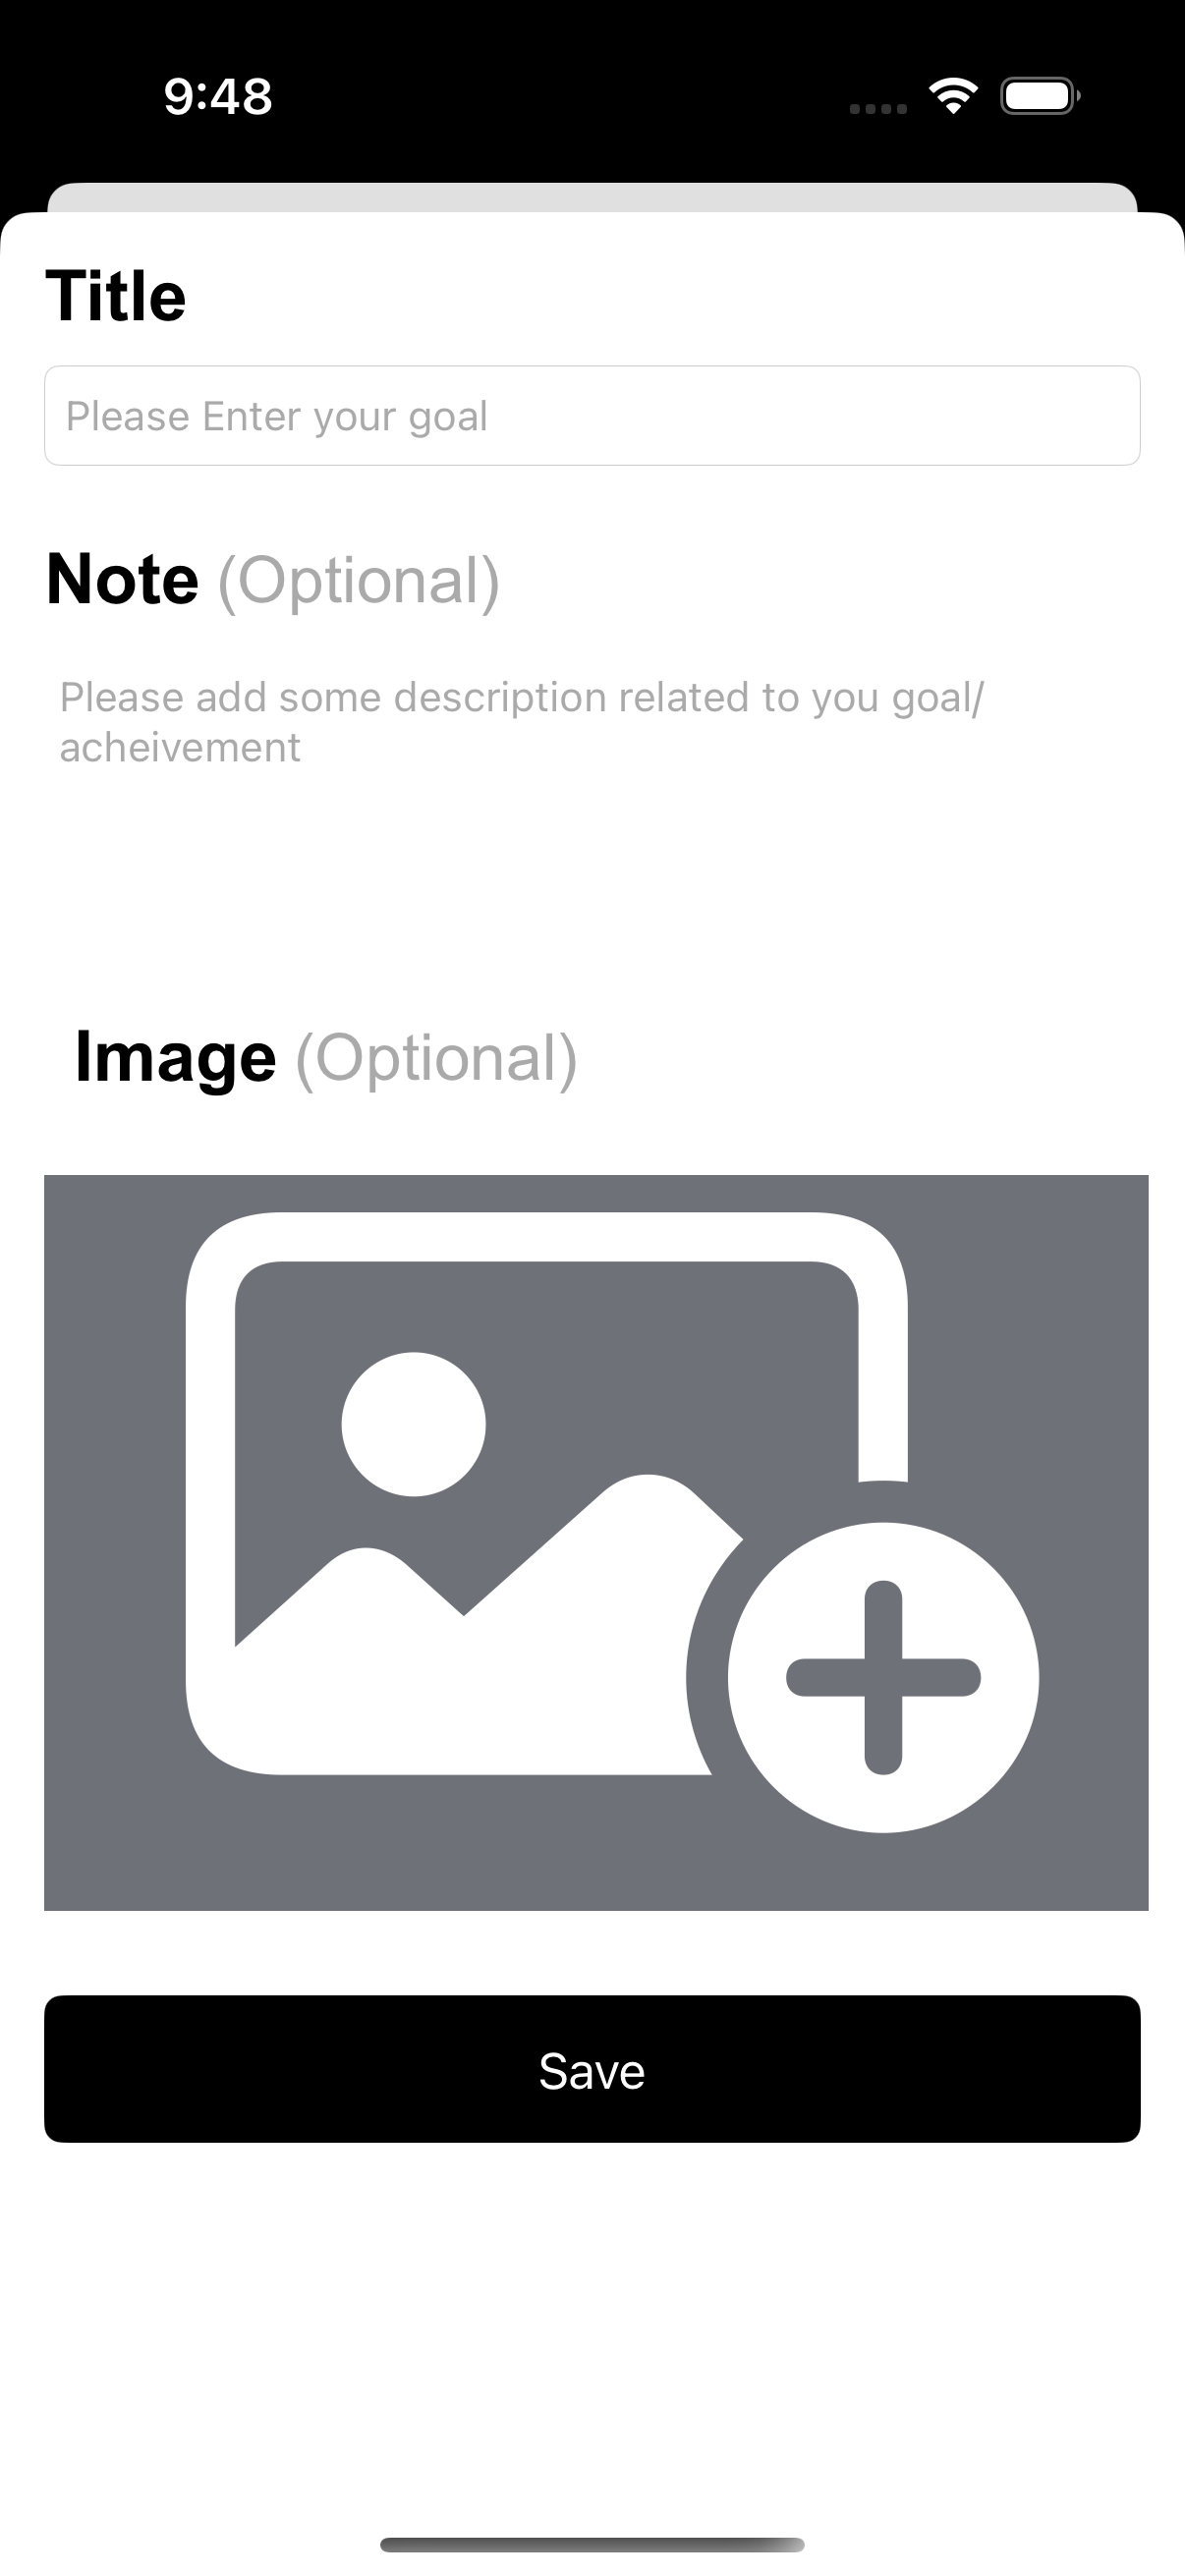 9:48
Title
Please Enter your goal
Note (Optional)
Please add some description related to you goal/
acheivement
Image (Optional)
Save